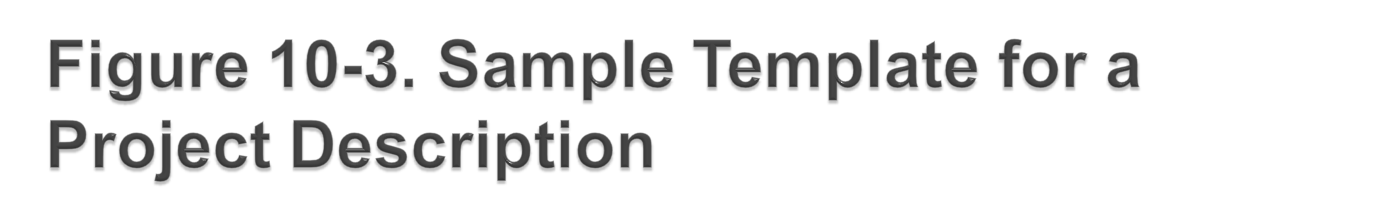 Figure 10-3. Sample Template for a
Project Description